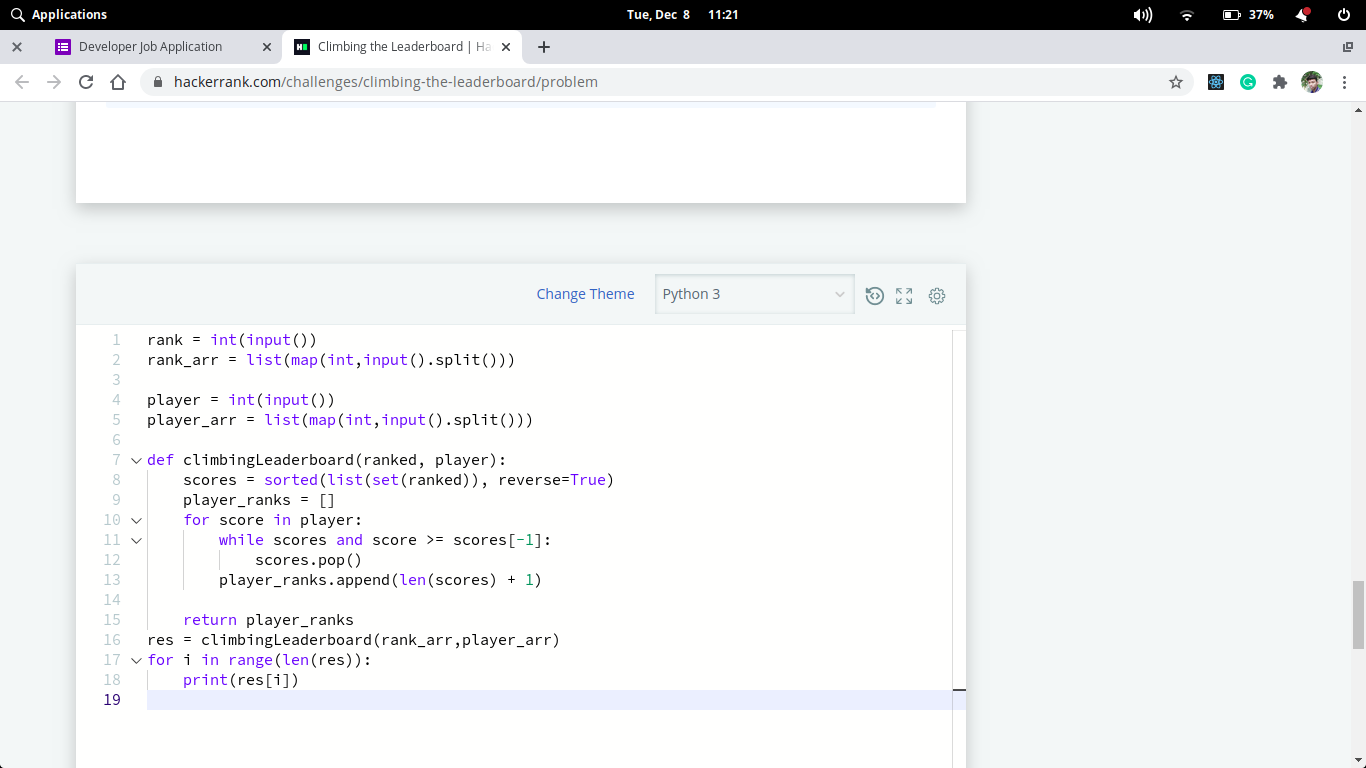 Applications
Tue, Dec 8 11:21
37%
Developer Job Application
Climbing the Leaderboard | Ha
hackerrank.com/challenges/climbing-the-leaderboard/problem
Change Theme
Python 3
1 rank = int(input())
2 rank_arr = list(map(int,input().split()))
3
4 player = int(input())
5 player_arr = list(map(int,input().split()))
6
7 def climbingLeaderboard(ranked, player):
8     scores = sorted(list(set(ranked)), reverse=True)
9     player_ranks = []
10     for score in player:
11         while scores and score >= scores[-1]:
12             scores.pop()
13         player_ranks.append(len(scores) + 1)
14
15     return player_ranks
16 res = climbingLeaderboard(rank_arr,player_arr)
17 for i in range(len(res)):
18     print(res[i])
19